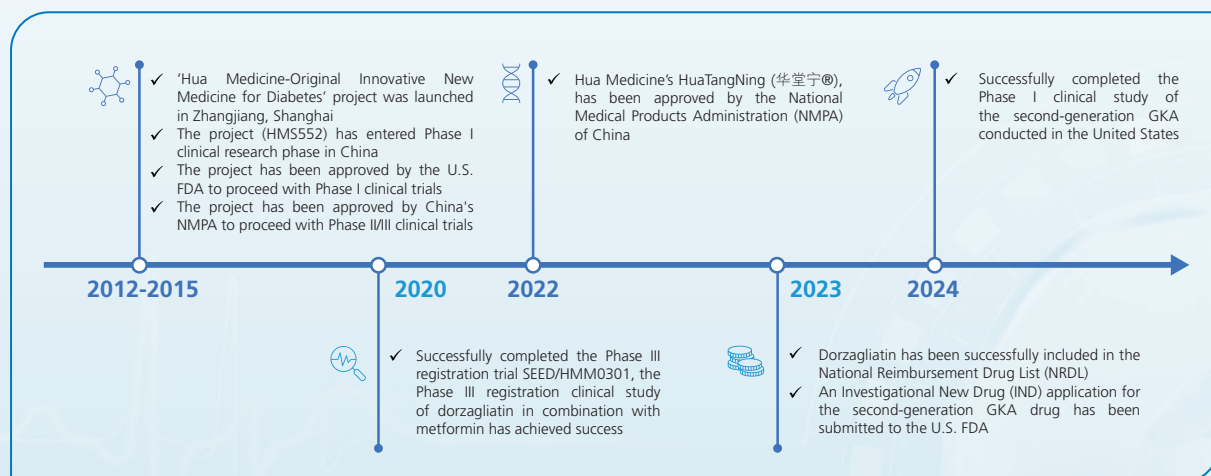 ‘Hua Medicine-Original Innovative New
Medicine for Diabetes’ project was launched
in Zhangjiang, Shanghai
The project (HMS552) has entered Phase I
clinical research phase in China
The project has been approved by the U.S.
FDA to proceed with Phase I clinical trials
The project has been approved by China's
NMPA to proceed with Phase II/III clinical trials
2012-2015
Successfully completed the Phase III
registration trial SEED/HMM0301, the
Phase III registration clinical study
of dorzagliatin in combination with
metformin has achieved success
2020
Hua Medicine’s HuaTangNing (华堂宁®),
has been approved by the National
Medical Products Administration (NMPA)
of China
2022
Dorzagliatin has been successfully included in the
National Reimbursement Drug List (NRDL)
An Investigational New Drug (IND) application for
the second-generation GKA drug has been
submitted to the U.S. FDA
2023
Successfully completed the
Phase I clinical study of
the second-generation GKA
conducted in the United States
2024